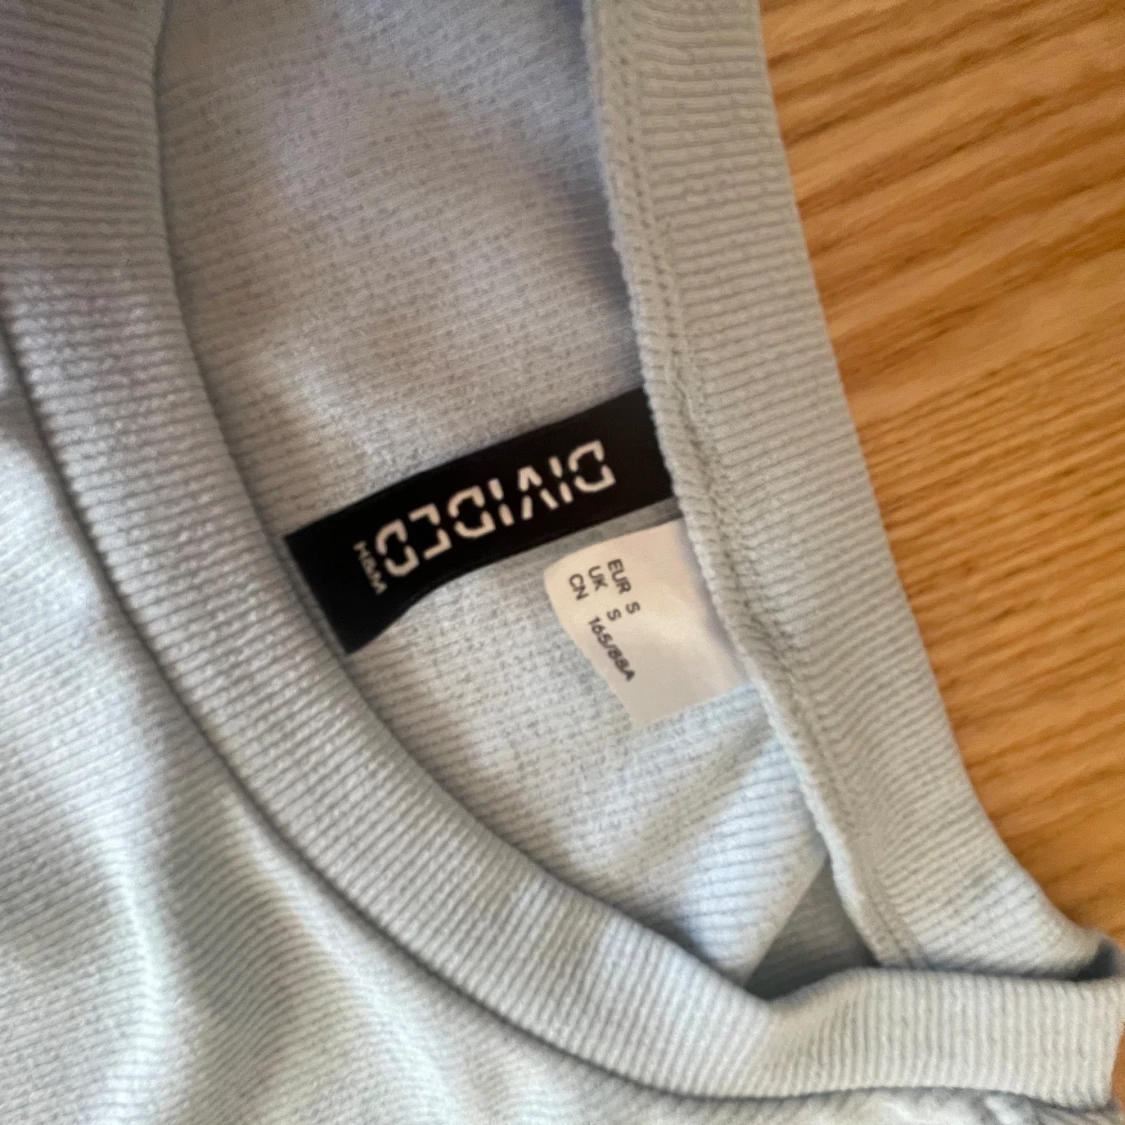 DIVIDED
H&M
EUR S
UK S
CN 165/88A